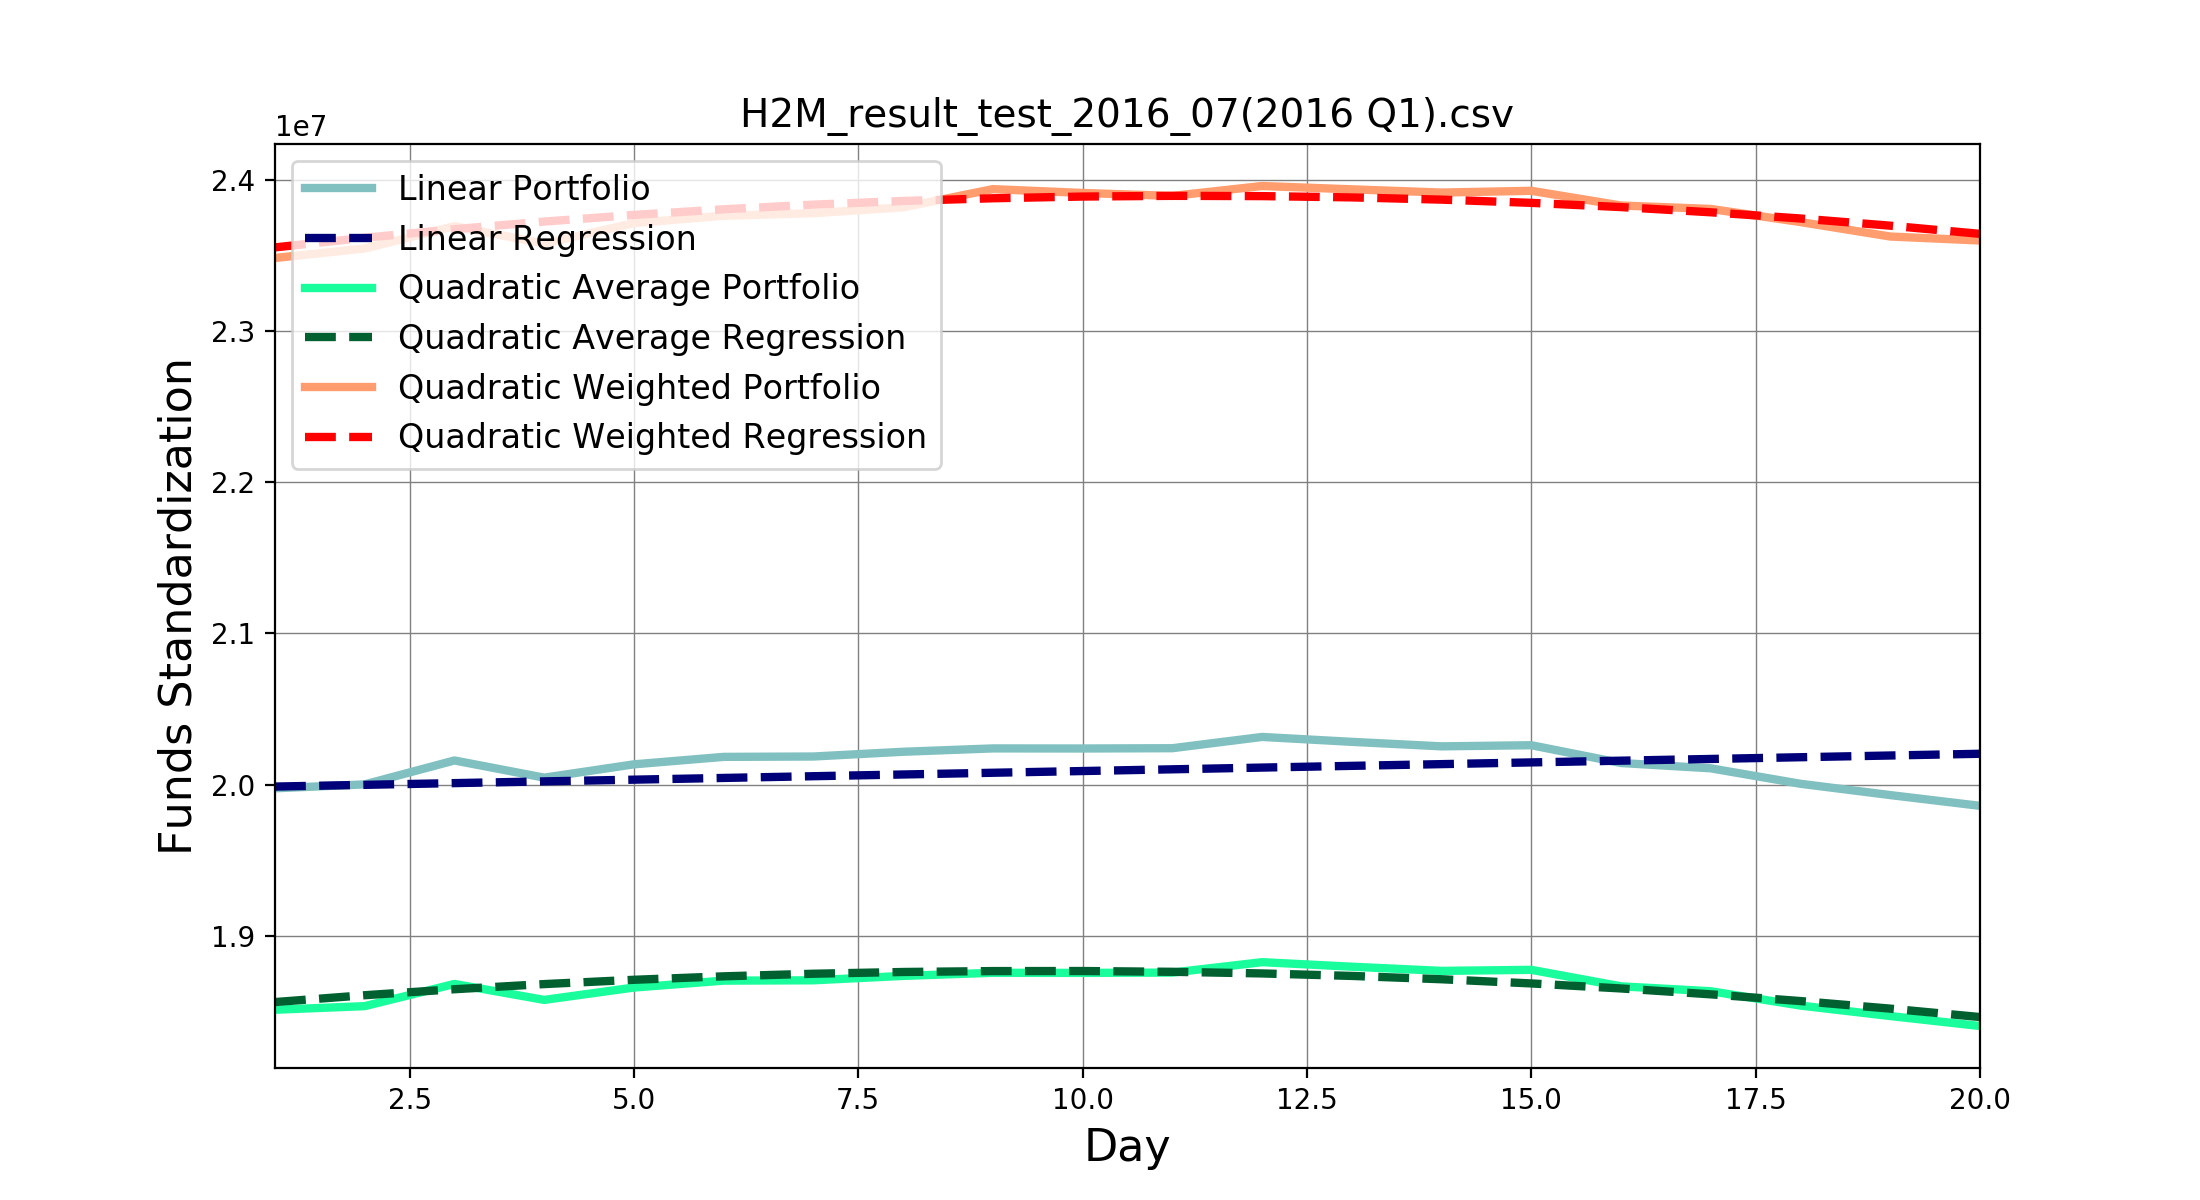 H2M_result_test_2016_07(2016 Q1).csv
1e7
2.4
2.3
2.2
2.1
2.0
1.9
Funds Standardization
Linear Portfolio
Linear Regression
Quadratic Average Portfolio
Quadratic Average Regression
Quadratic Weighted Portfolio
Quadratic Weighted Regression
2.5 5.0 7.5 10.0 12.5 15.0 17.5 20.0
Day